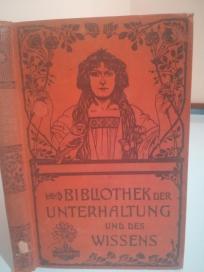 BIBLIOTHEK DER
UNTERHALTUNG
UND DES
WISSENS